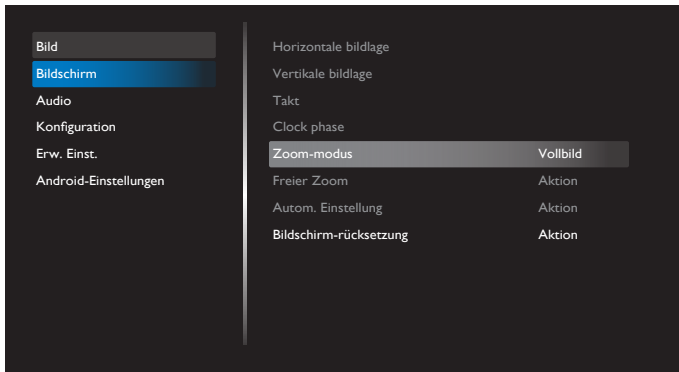 Bild
Bildschirm
Audio
Konfiguration
Erw. Einst.
Android-Einstellungen
Horizontale bildlage
Vertikale bildlage
Takt
Clock phase
Zoom-modus Vollbild
Freier Zoom Aktion
Autom. Einstellung Aktion
Bildschirm-rücksetzung Aktion